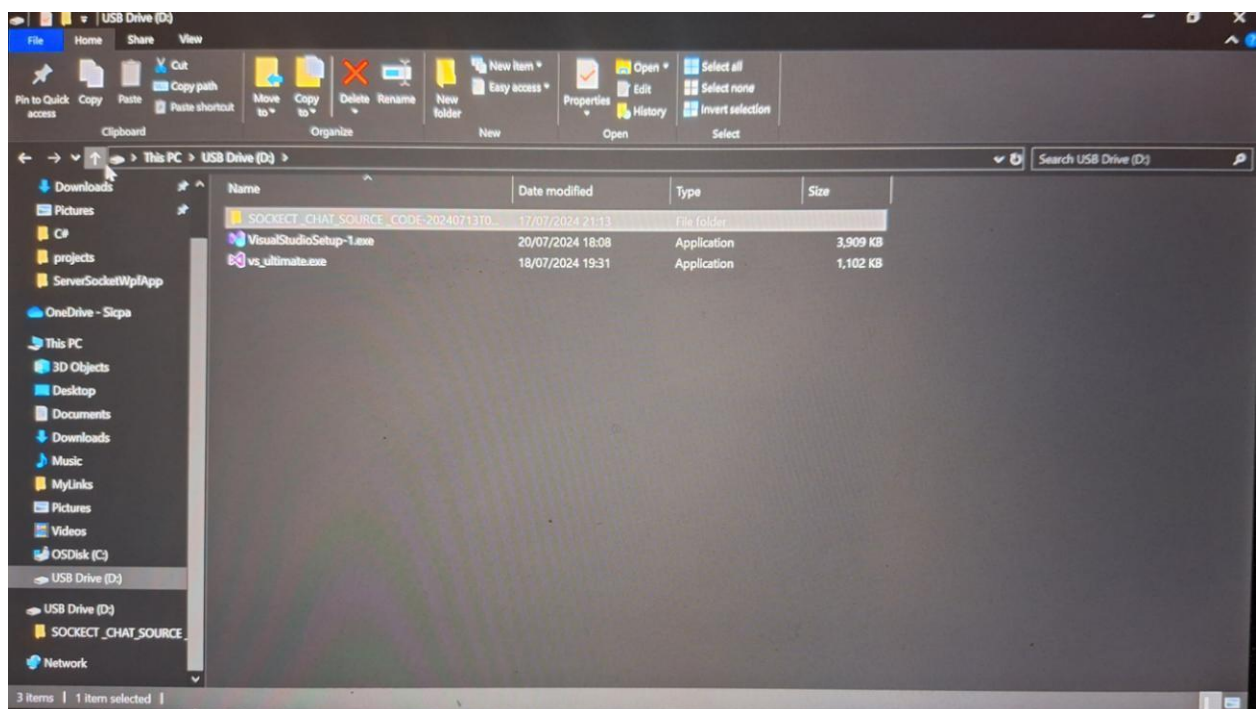 USB Drive (D:)
File Home Share View
Pin to Quick access
Copy
Paste
Cut
Copy path
Paste shortcut
Clipboard
Move to
Copy to
Delete
Rename
Organize
New folder
New item
Easy access
New
Properties
Open
Edit
History
Open
Select all
Select none
Invert selection
Select
This PC > USB Drive (D:) >
Search USB Drive (D:)
Name Date modified Type Size
SOCKECT_CHAT_SOURCE_CODE-20240713T0... 17/07/2024 21:13 File folder
VisualStudioSetup-1.exe 20/07/2024 18:08 Application 3,909 KB
vs_ultimate.exe 18/07/2024 19:31 Application 1,102 KB
Downloads
Pictures
C#
projects
ServerSocketWpfApp
OneDrive - Sicpa
This PC
3D Objects
Desktop
Documents
Downloads
Music
MyLinks
Pictures
Videos
OSDisk (C:)
USB Drive (D:)
USB Drive (D:)
SOCKECT_CHAT_SOURCE_
Network
3 items | 1 item selected |